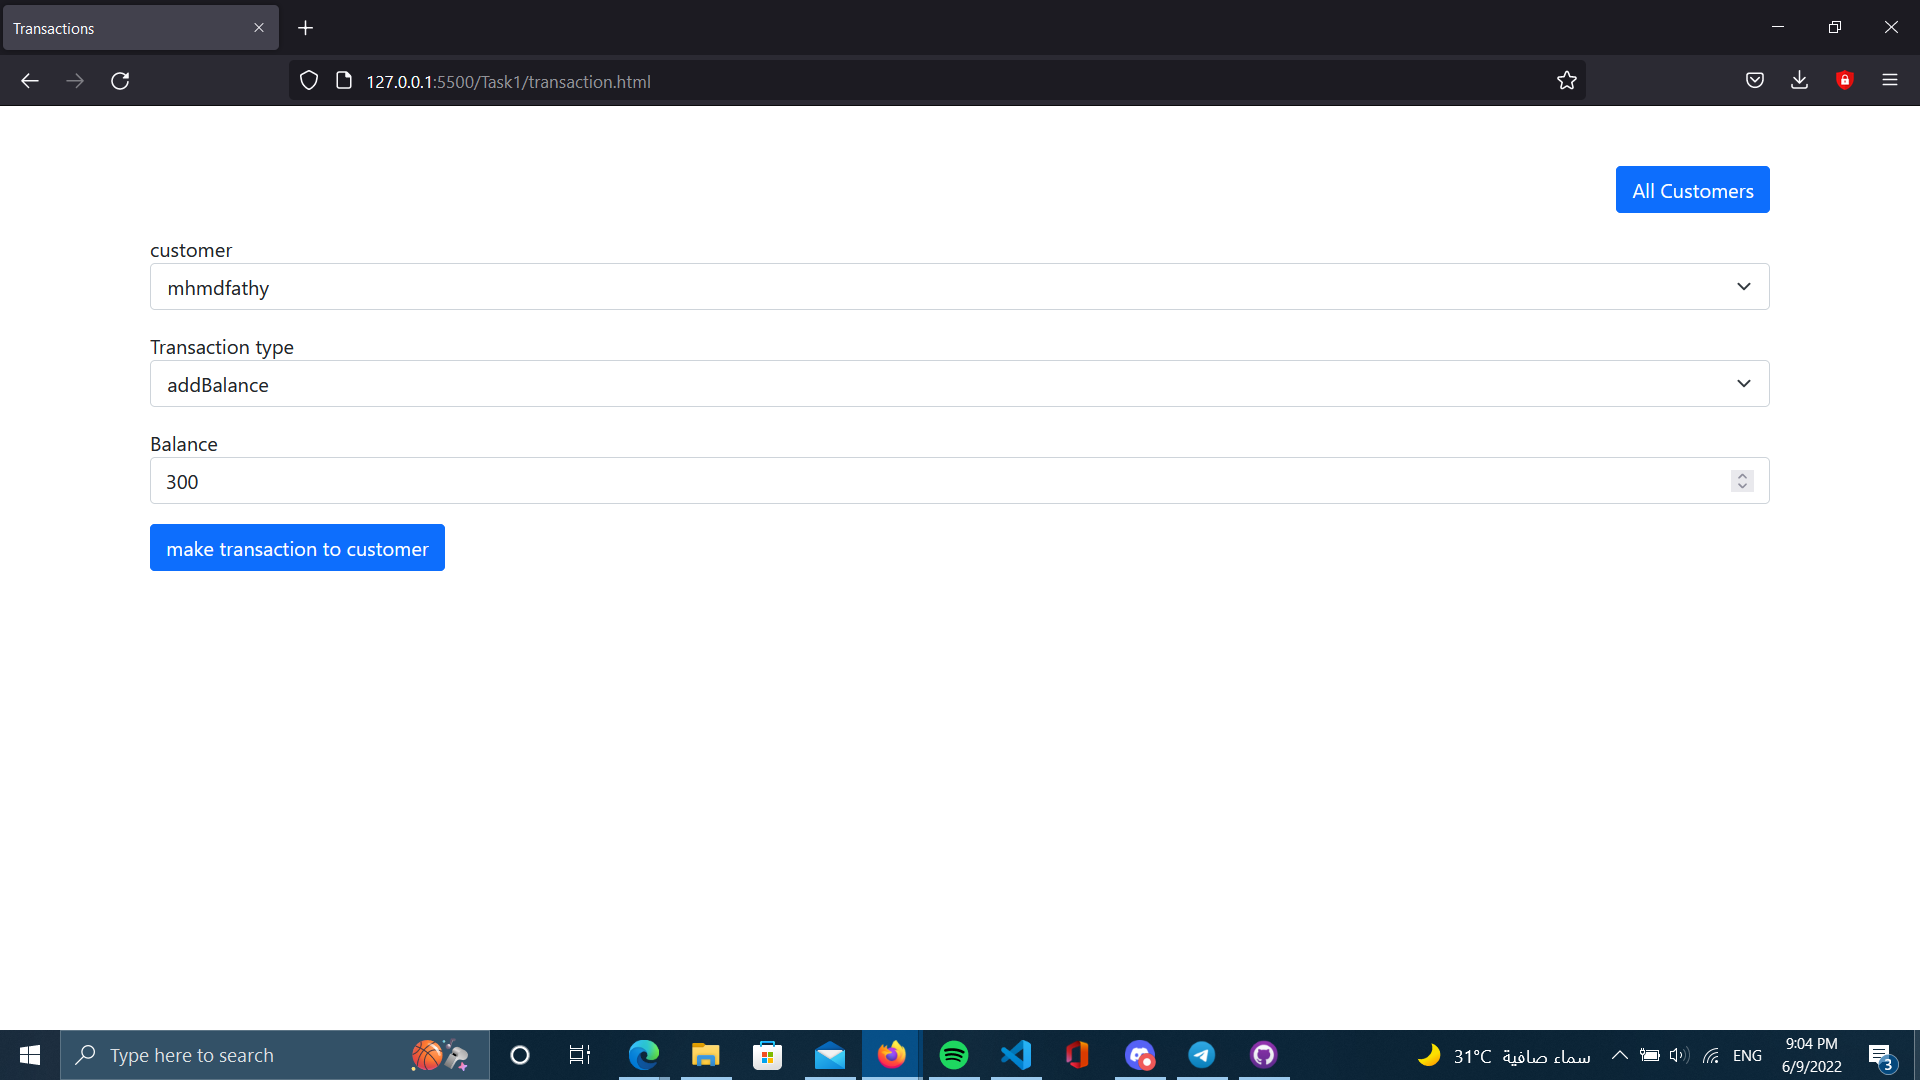 Transactions
127.0.0.1:5500/Task1/transaction.html
All Customers
customer
mhmdfathy
Transaction type
addBalance
Balance
300
make transaction to customer
Type here to search
31°C سماء صافية
ENG
9:04 PM
6/9/2022
3